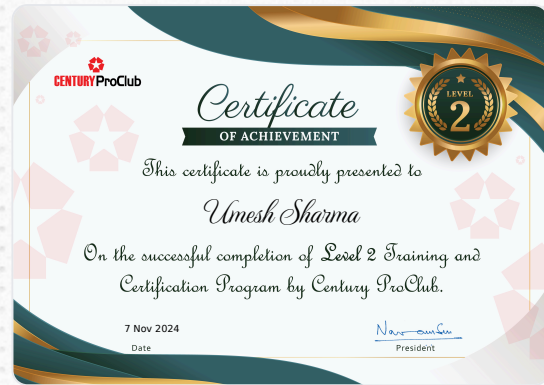 CENTURY ProClub
Certificate
OF ACHIEVEMENT
LEVEL
2
This certificate is proudly presented to
Umesh Sharma
On the successful completion of Level 2 Training and
Certification Program by Century ProClub.
7 Nov 2024
Date
President